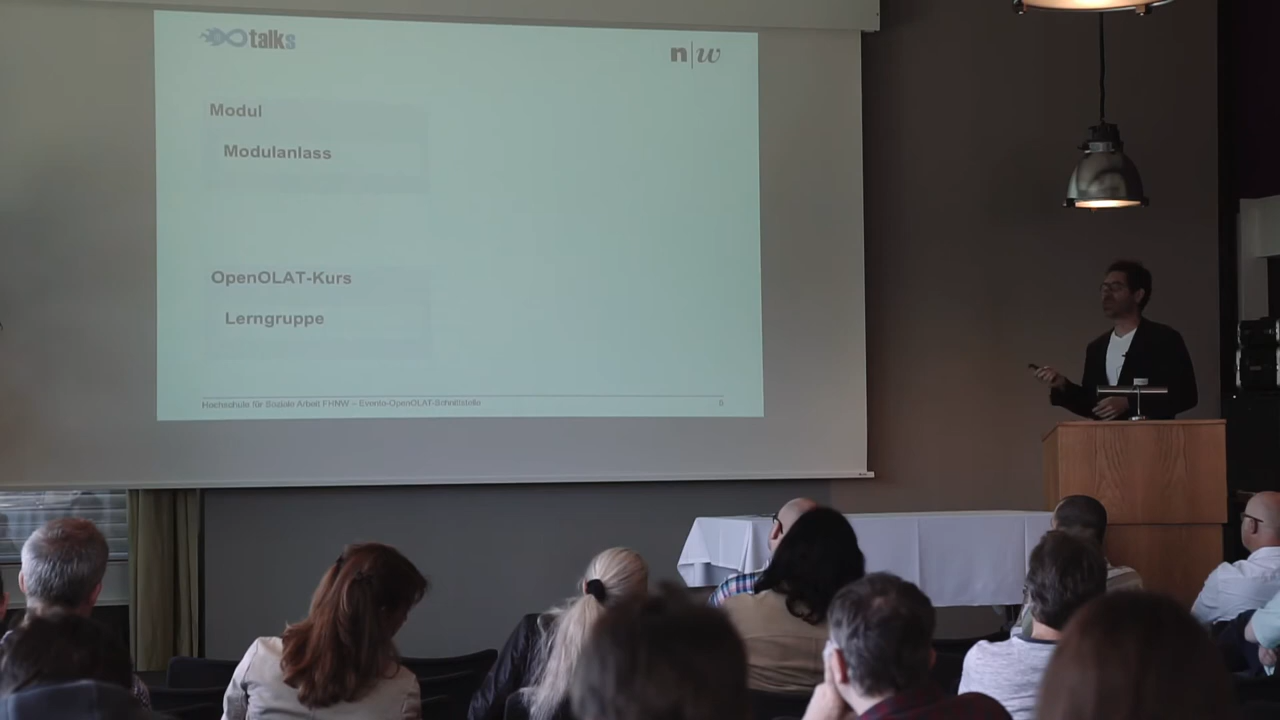 talks
n|w
Modul
Modulanlass
OpenOLAT-Kurs
Lerngruppe
Hochschule für Soziale Arbeit FHNW – Evento-OpenOLAT-Schnittstelle